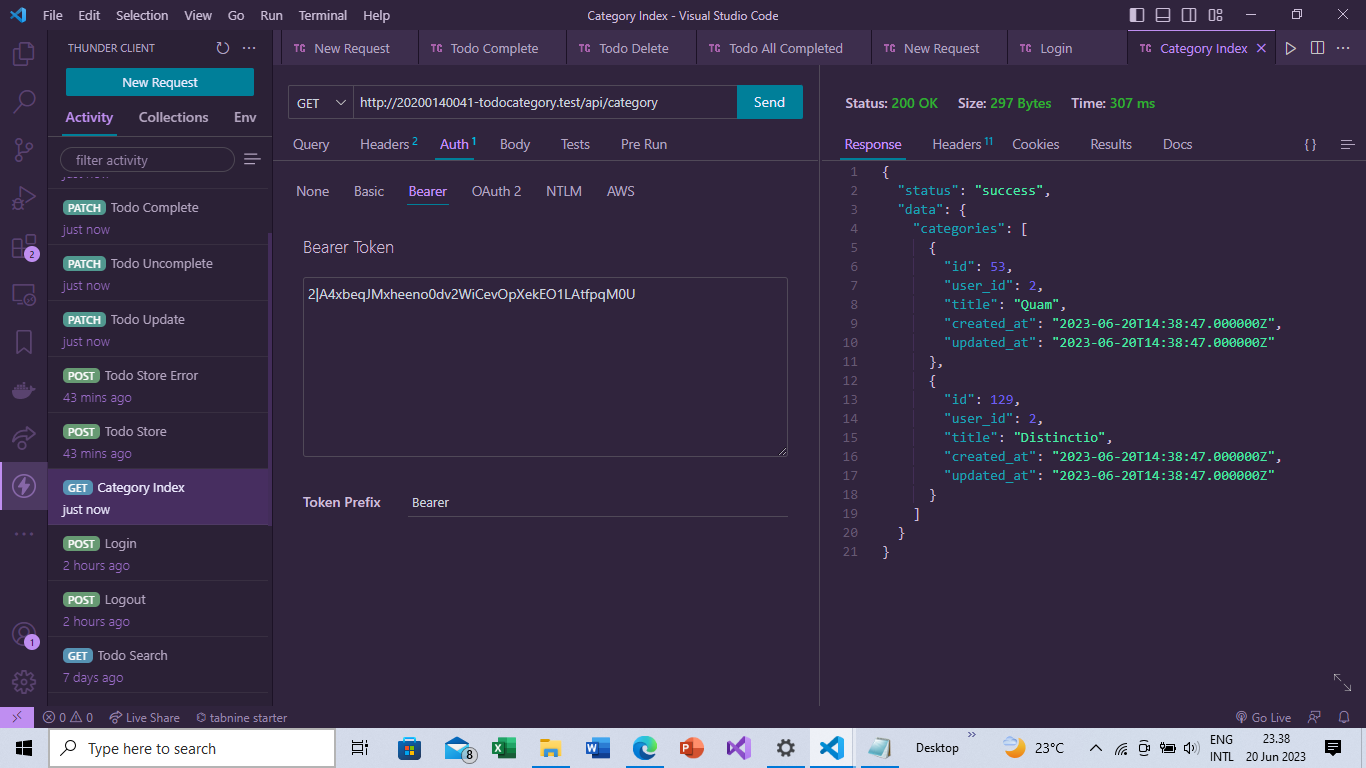 File Edit Selection View Go Run Terminal Help Category Index - Visual Studio Code
THUNDER CLIENT
New Request
Activity Collections Env
filter activity
just now
PATCH Todo Complete
just now
PATCH Todo Uncomplete
just now
PATCH Todo Update
just now
POST Todo Store Error
43 mins ago
POST Todo Store
43 mins ago
GET Category Index
just now
POST Login
2 hours ago
POST Logout
2 hours ago
GET Todo Search
7 days ago
2
1
TC New Request TC Todo Complete TC Todo Delete TC Todo All Completed TC New Request TC Login TC Category Index
GET http://20200140041-todocategory.test/api/category Send
Query Headers 2 Auth 1 Body Tests Pre Run
None Basic Bearer OAuth 2 NTLM AWS
Bearer Token
2|A4xbeqJMxheeno0dv2WiCevOpXekEO1LAtfpqM0U
Token Prefix Bearer
Status: 200 OK Size: 297 Bytes Time: 307 ms
Response Headers 11 Cookies Results Docs { }
1 {
2 "status": "success",
3 "data": {
4 "categories": [
5 {
6 "id": 53,
7 "user_id": 2,
8 "title": "Quam",
9 "created_at": "2023-06-20T14:38:47.000000Z",
10 "updated_at": "2023-06-20T14:38:47.000000Z"
11 },
12 {
13 "id": 129,
14 "user_id": 2,
15 "title": "Distinctio",
16 "created_at": "2023-06-20T14:38:47.000000Z",
17 "updated_at": "2023-06-20T14:38:47.000000Z"
18 }
19 ]
20 }
21 }
0 0 Live Share tabnine starter Go Live
Type here to search 8 Desktop 23°C ENG 23.38
INTL 20 Jun 2023